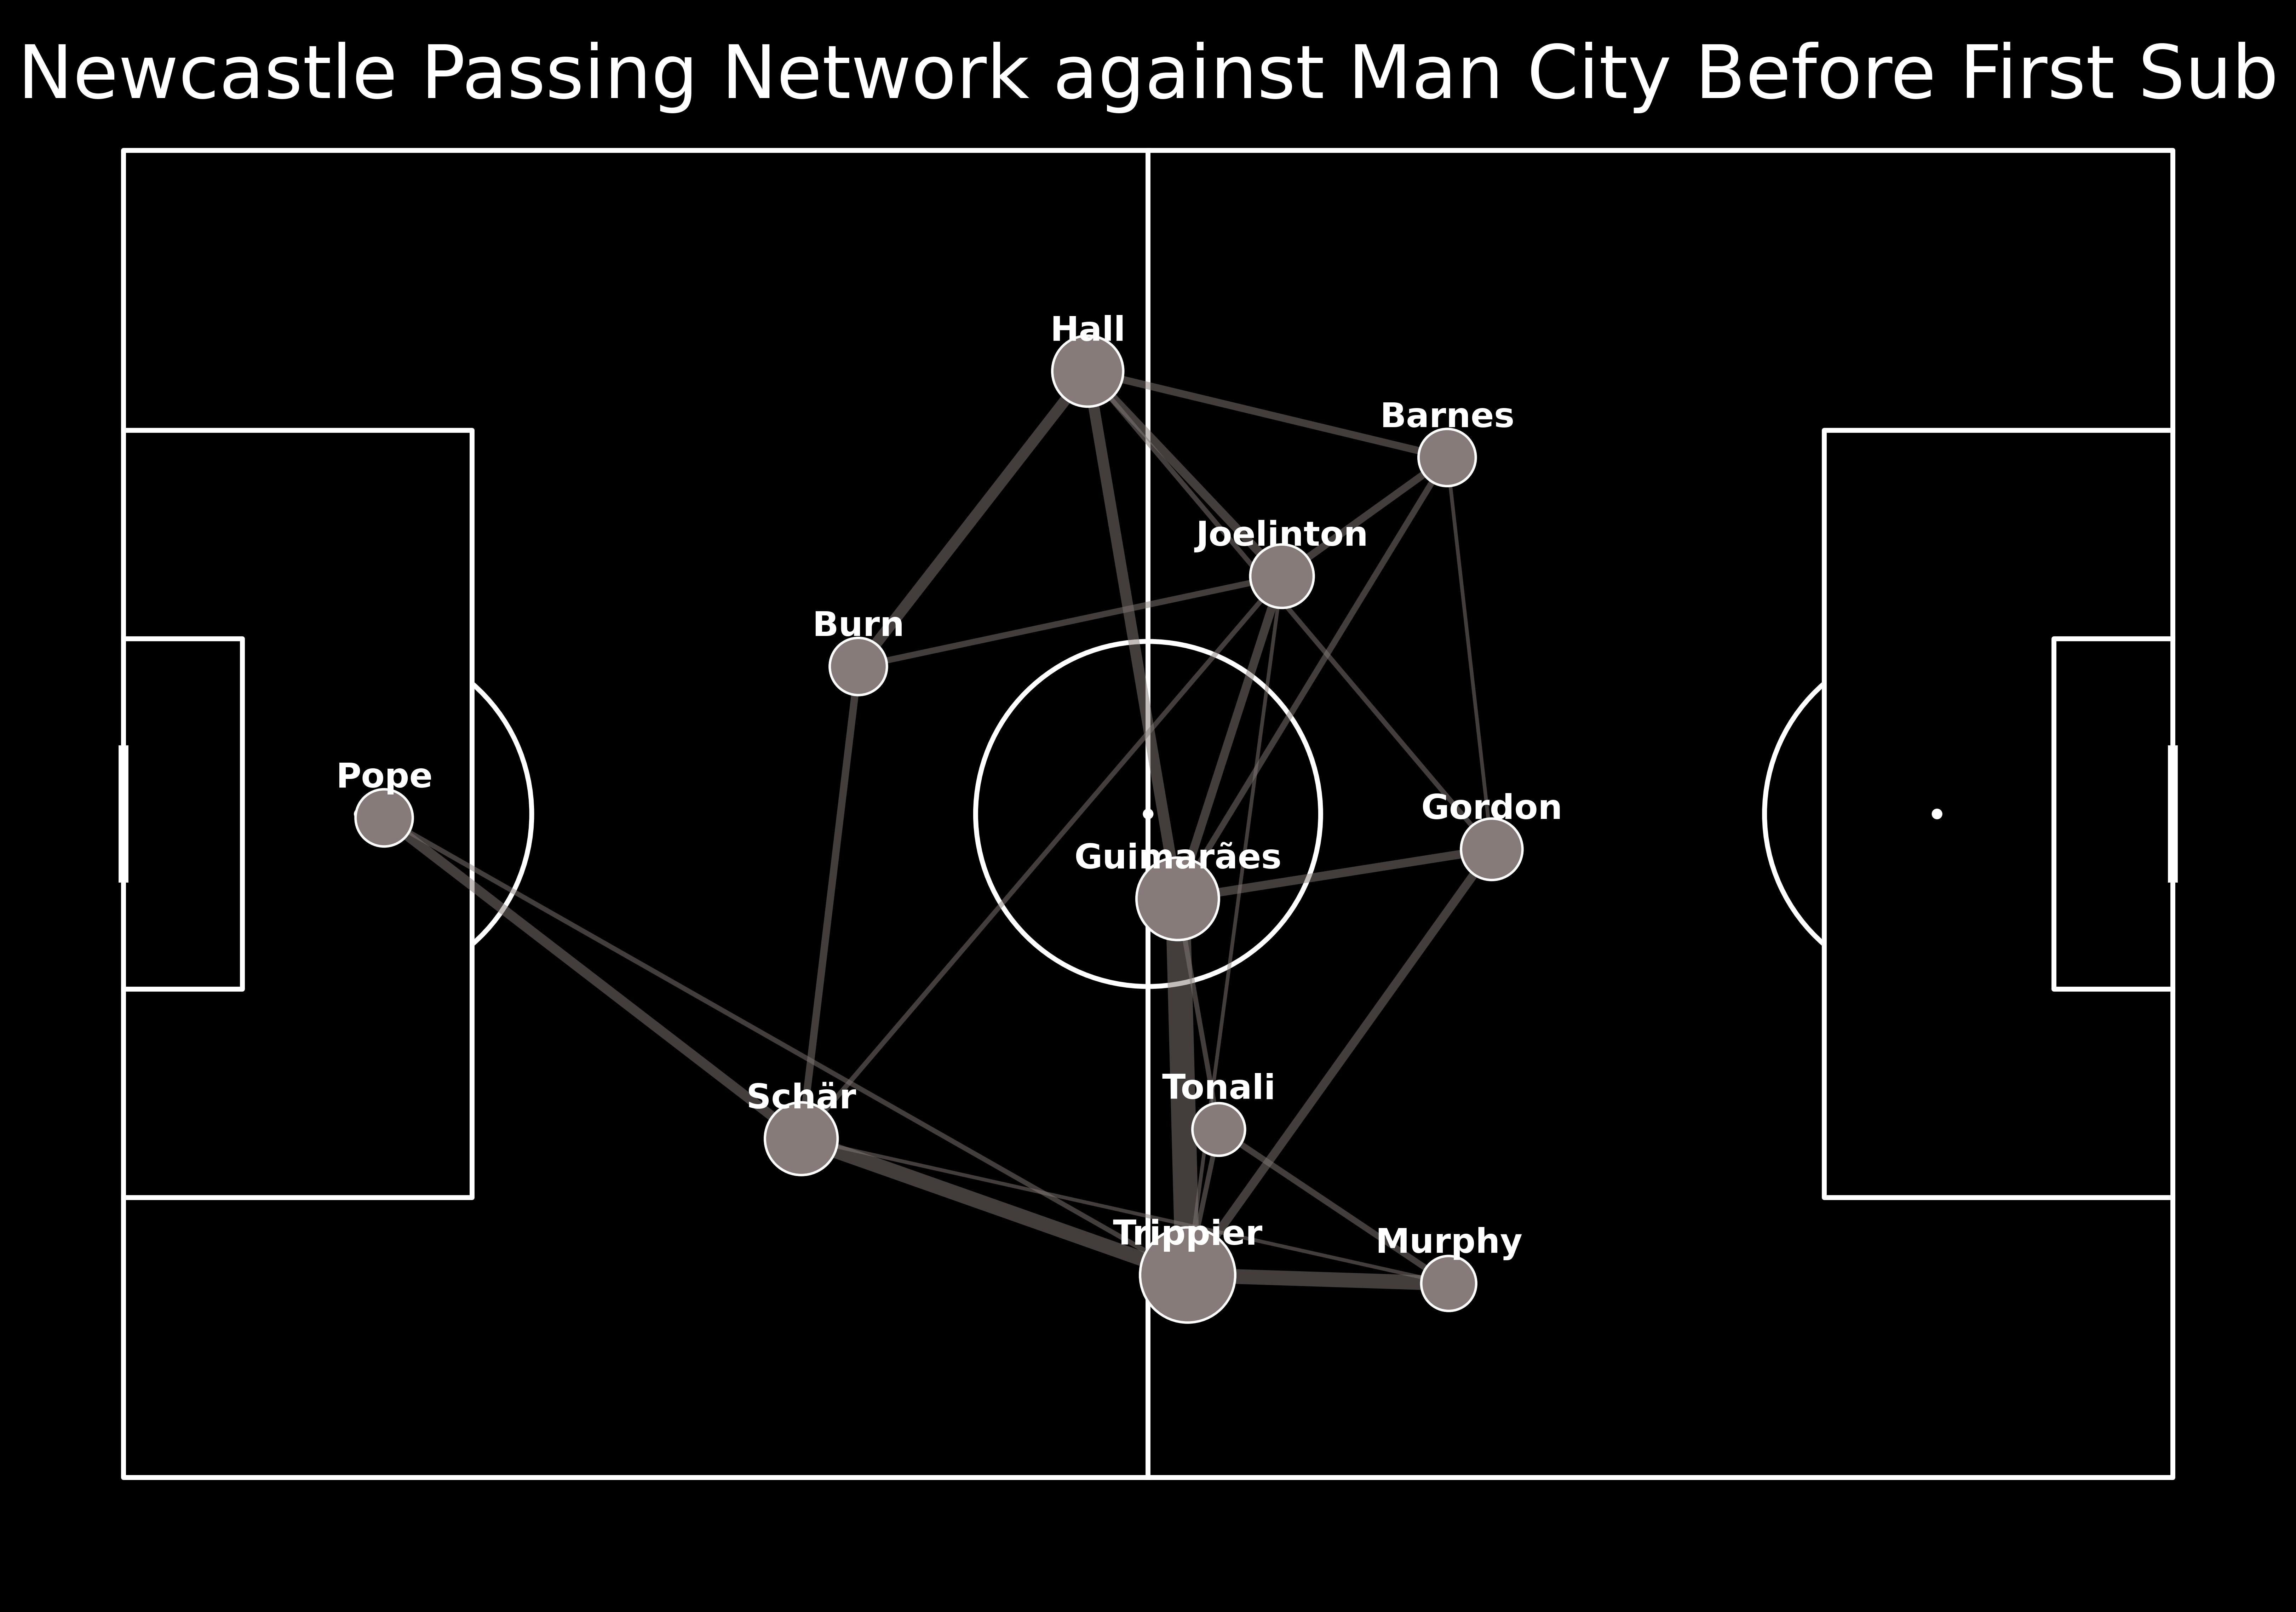 Newcastle Passing Network against Man City Before First Sub
Hall
Barnes
Joelinton
Burn
Pope
Gordon
Guimarães
Tonali
Schär
Trippier
Murphy